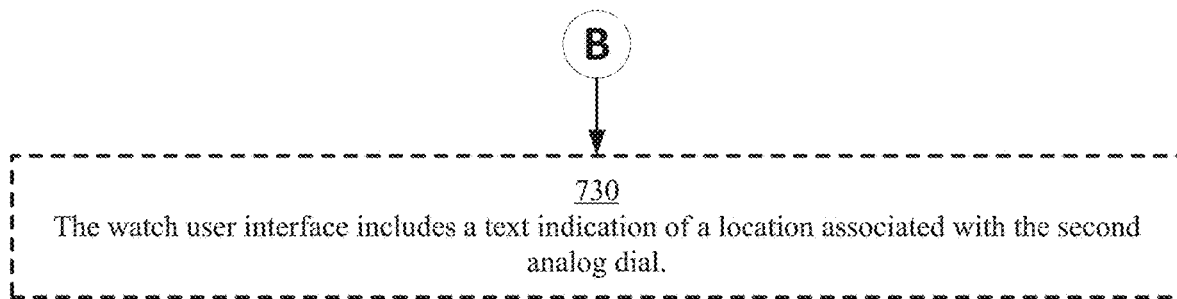 B
730
The watch user interface includes a text indication of a location associated with the second
analog dial.